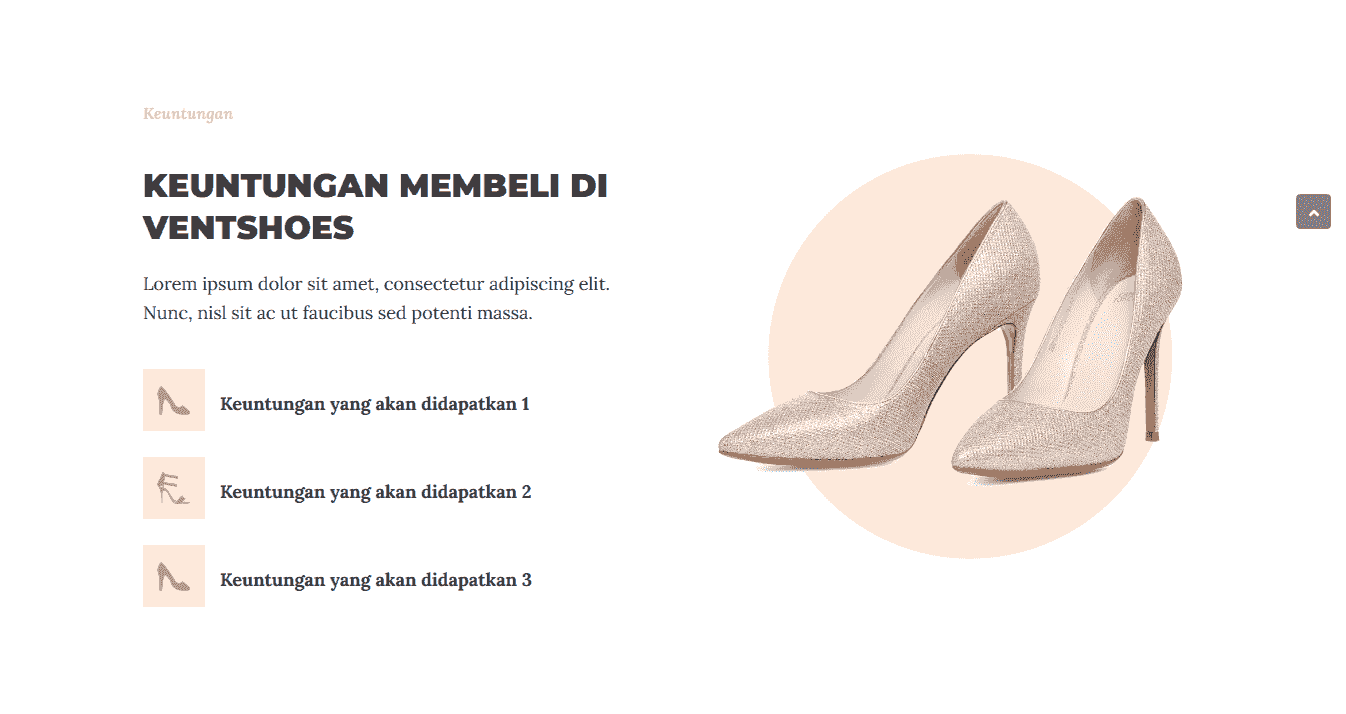 Keuntungan
KEUNTUNGAN MEMBELI DI
VENTSHOES
Lorem ipsum dolor sit amet, consectetur adipiscing elit.
Nunc, nisl sit ac ut faucibus sed potenti massa.
Keuntungan yang akan didapatkan 1
Keuntungan yang akan didapatkan 2
Keuntungan yang akan didapatkan 3